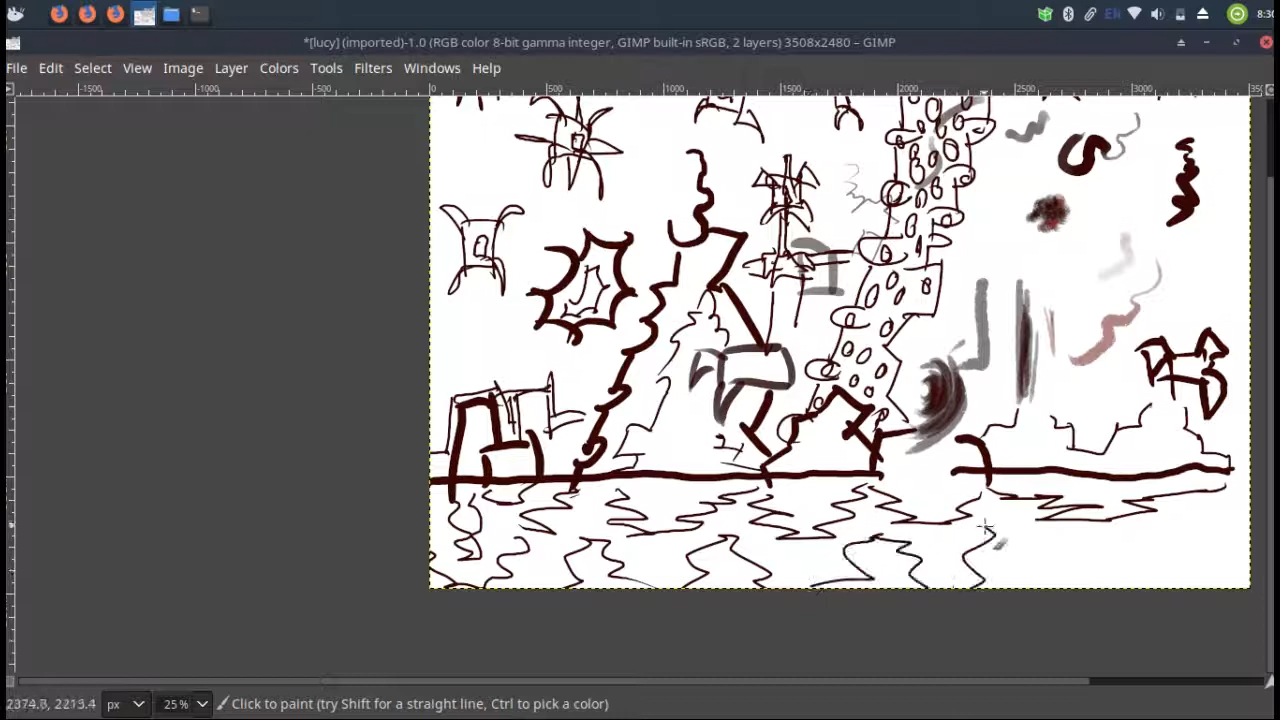 EN 8:30
*[lucy] (imported)-1.0 (RGB color 8-bit gamma integer, GIMP built-in sRGB, 2 layers) 3508x2480 – GIMP
File Edit Select View Image Layer Colors Tools Filters Windows Help
-1500 -1000 -500 0 500 1000 1500 2000 2500 3000
2374.5, 2213.4 px 25 % Click to paint (try Shift for a straight line, Ctrl to pick a color)